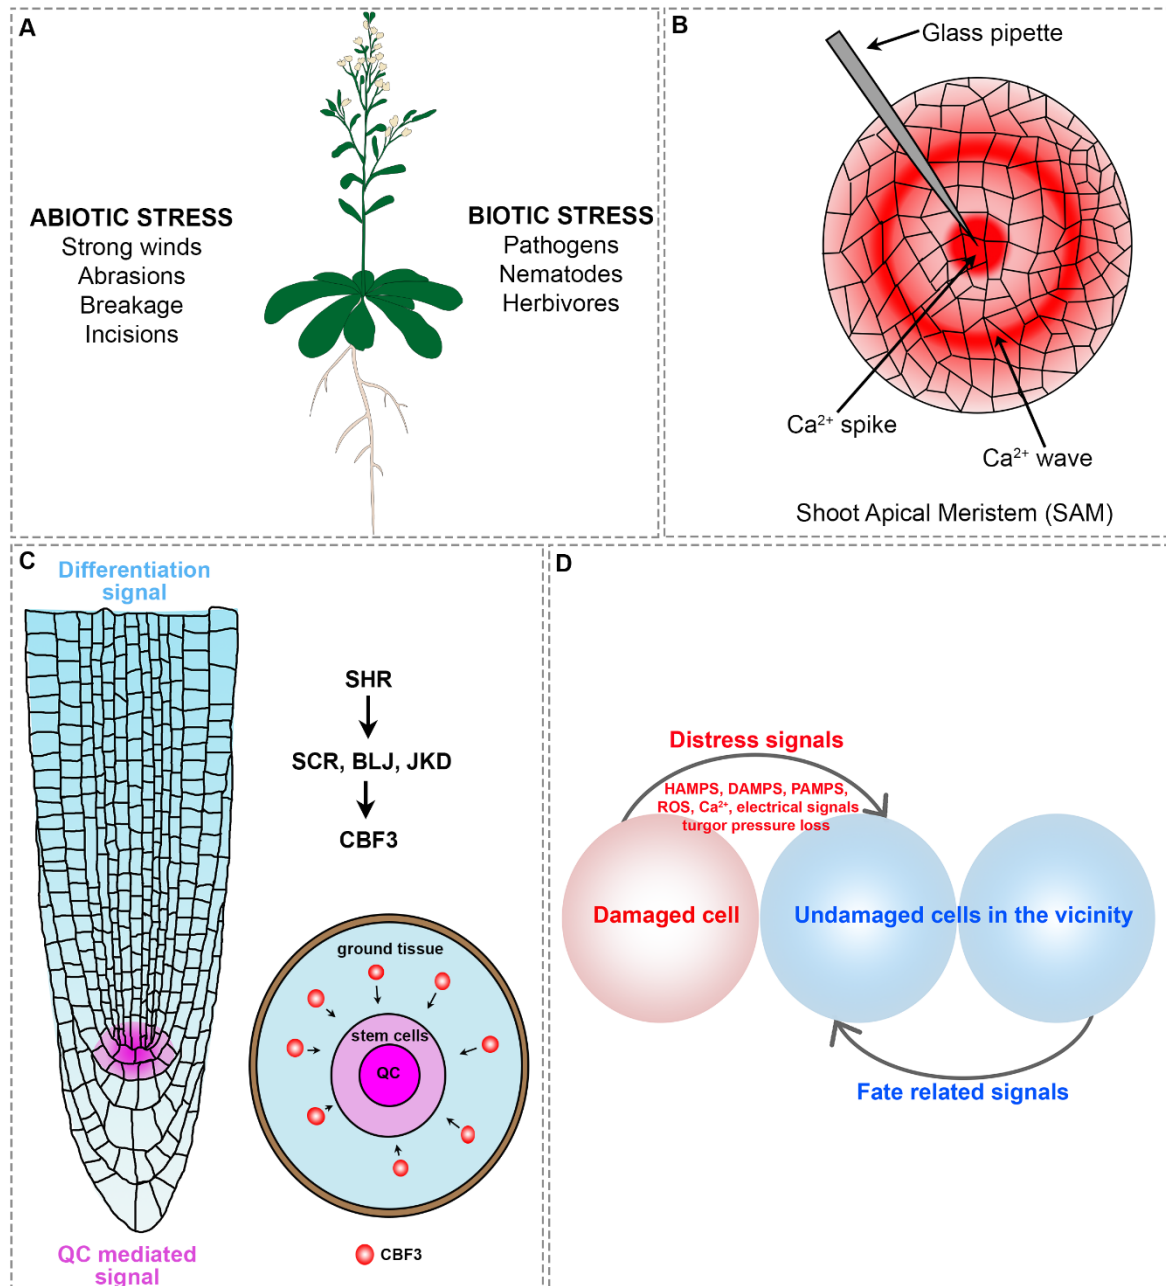 A
ABIOTIC STRESS
Strong winds
Abrasions
Breakage
Incisions
BIOTIC STRESS
Pathogens
Nematodes
Herbivores
B
Glass pipette
Ca²⁺ spike
Ca²⁺ wave
Shoot Apical Meristem (SAM)
C
Differentiation
signal
QC mediated
signal
SHR
SCR, BLJ, JKD
CBF3
ground tissue
stem cells
QC
CBF3
D
Distress signals
HAMPS, DAMPS, PAMPS,
ROS, Ca²⁺, electrical signals
turgor pressure loss
Damaged cell
Undamaged cells in the vicinity
Fate related signals